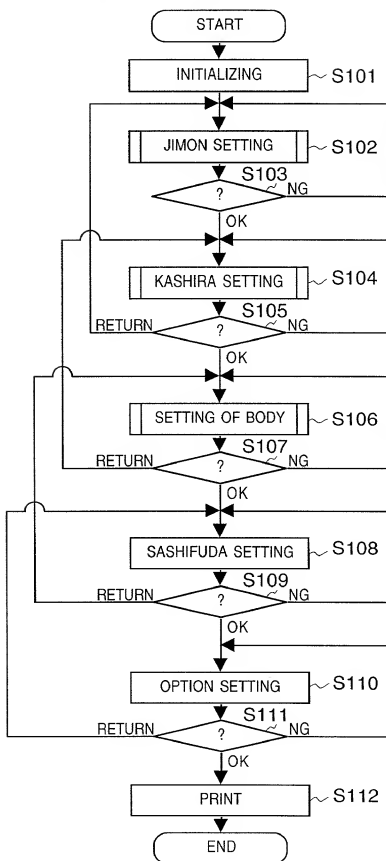 START
INITIALIZING S101
JIMON SETTING S102
S103
? NG
OK
KASHIRA SETTING S104
S105
RETURN ? NG
OK
SETTING OF BODY S106
S107
RETURN ? NG
OK
SASHIFUDA SETTING S108
S109
RETURN ? NG
OK
OPTION SETTING S110
S111
RETURN ? NG
OK
PRINT S112
END